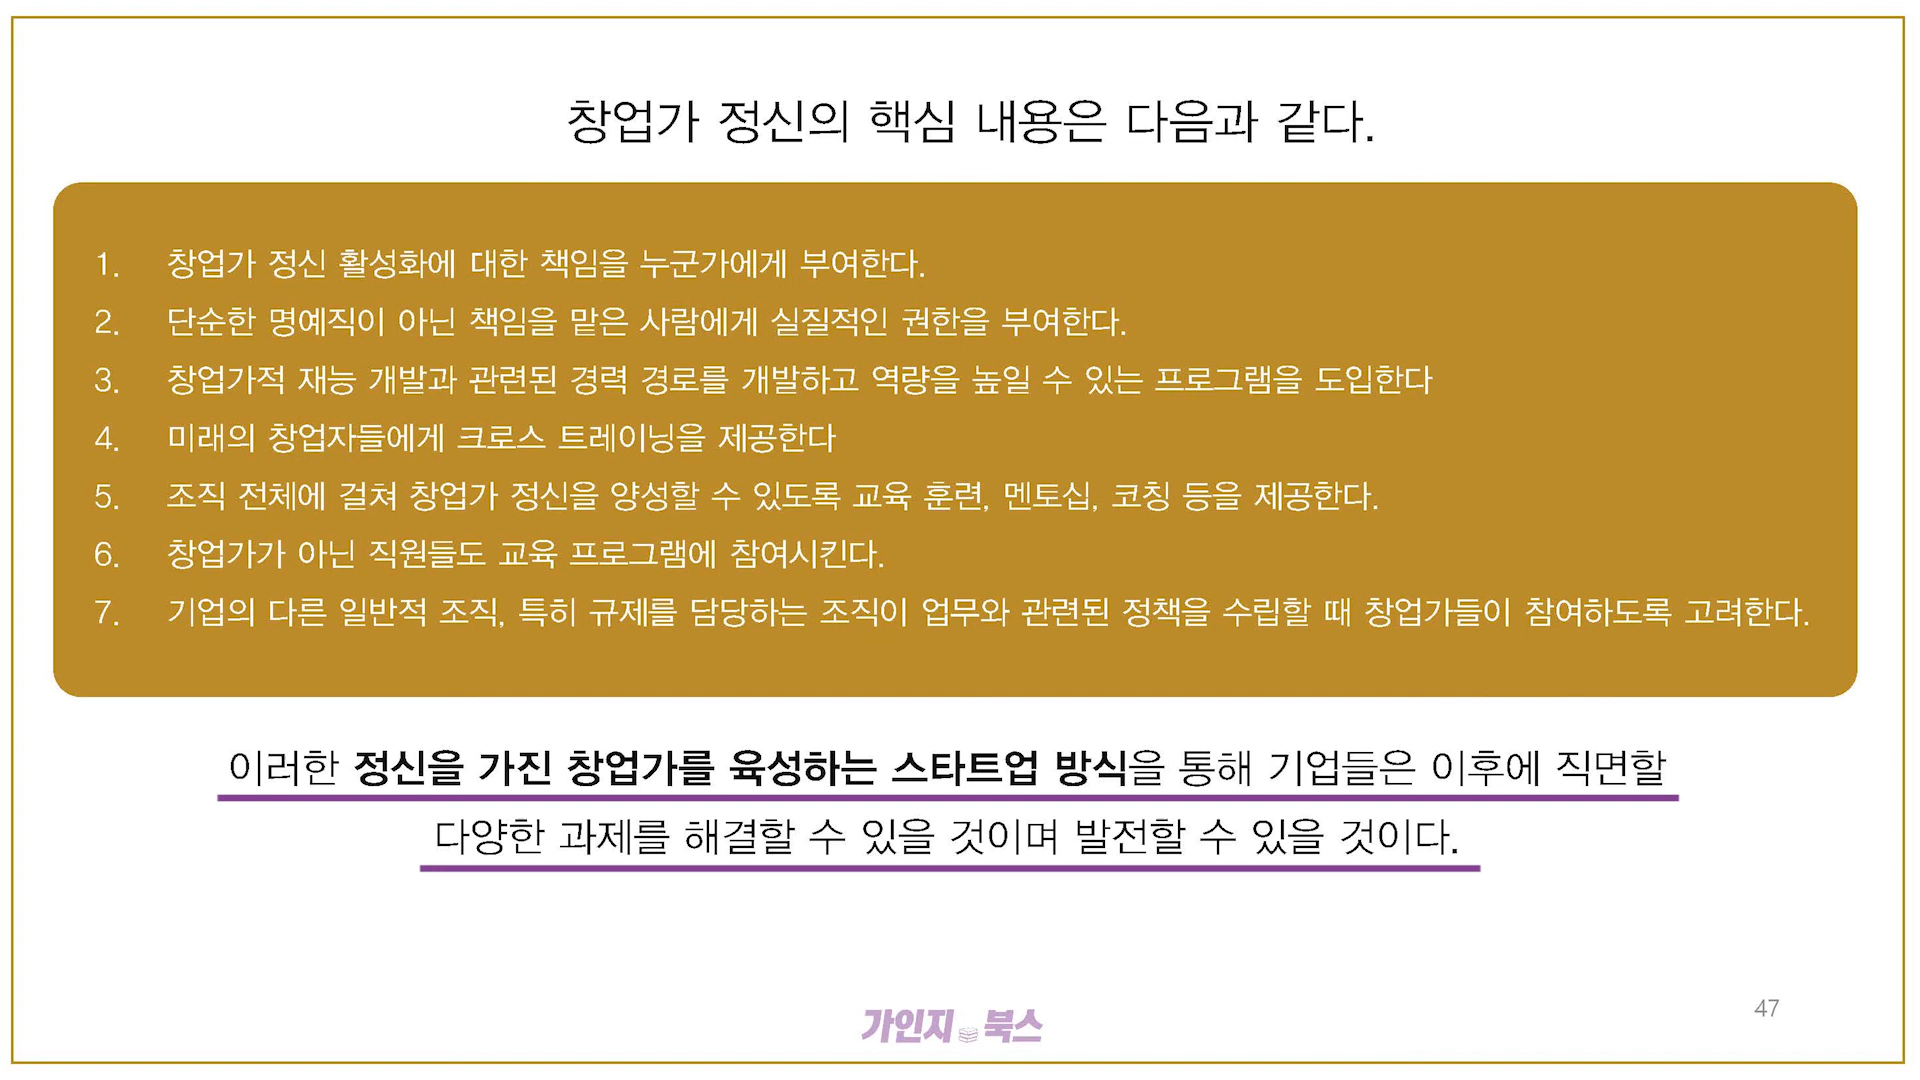 창업가 정신의 핵심 내용은 다음과 같다.
1. 창업가 정신 활성화에 대한 책임을 누군가에게 부여한다.
2. 단순한 명예직이 아닌 책임을 맡은 사람에게 실질적인 권한을 부여한다.
3. 창업가적 재능 개발과 관련된 경력 경로를 개발하고 역량을 높일 수 있는 프로그램을 도입한다
4. 미래의 창업자들에게 크로스 트레이닝을 제공한다
5. 조직 전체에 걸쳐 창업가 정신을 양성할 수 있도록 교육 훈련, 멘토십, 코칭 등을 제공한다.
6. 창업가가 아닌 직원들도 교육 프로그램에 참여시킨다.
7. 기업의 다른 일반적 조직, 특히 규제를 담당하는 조직이 업무와 관련된 정책을 수립할 때 창업가들이 참여하도록 고려한다.
이러한 정신을 가진 창업가를 육성하는 스타트업 방식을 통해 기업들은 이후에 직면할
다양한 과제를 해결할 수 있을 것이며 발전할 수 있을 것이다.
가인지 북스
47